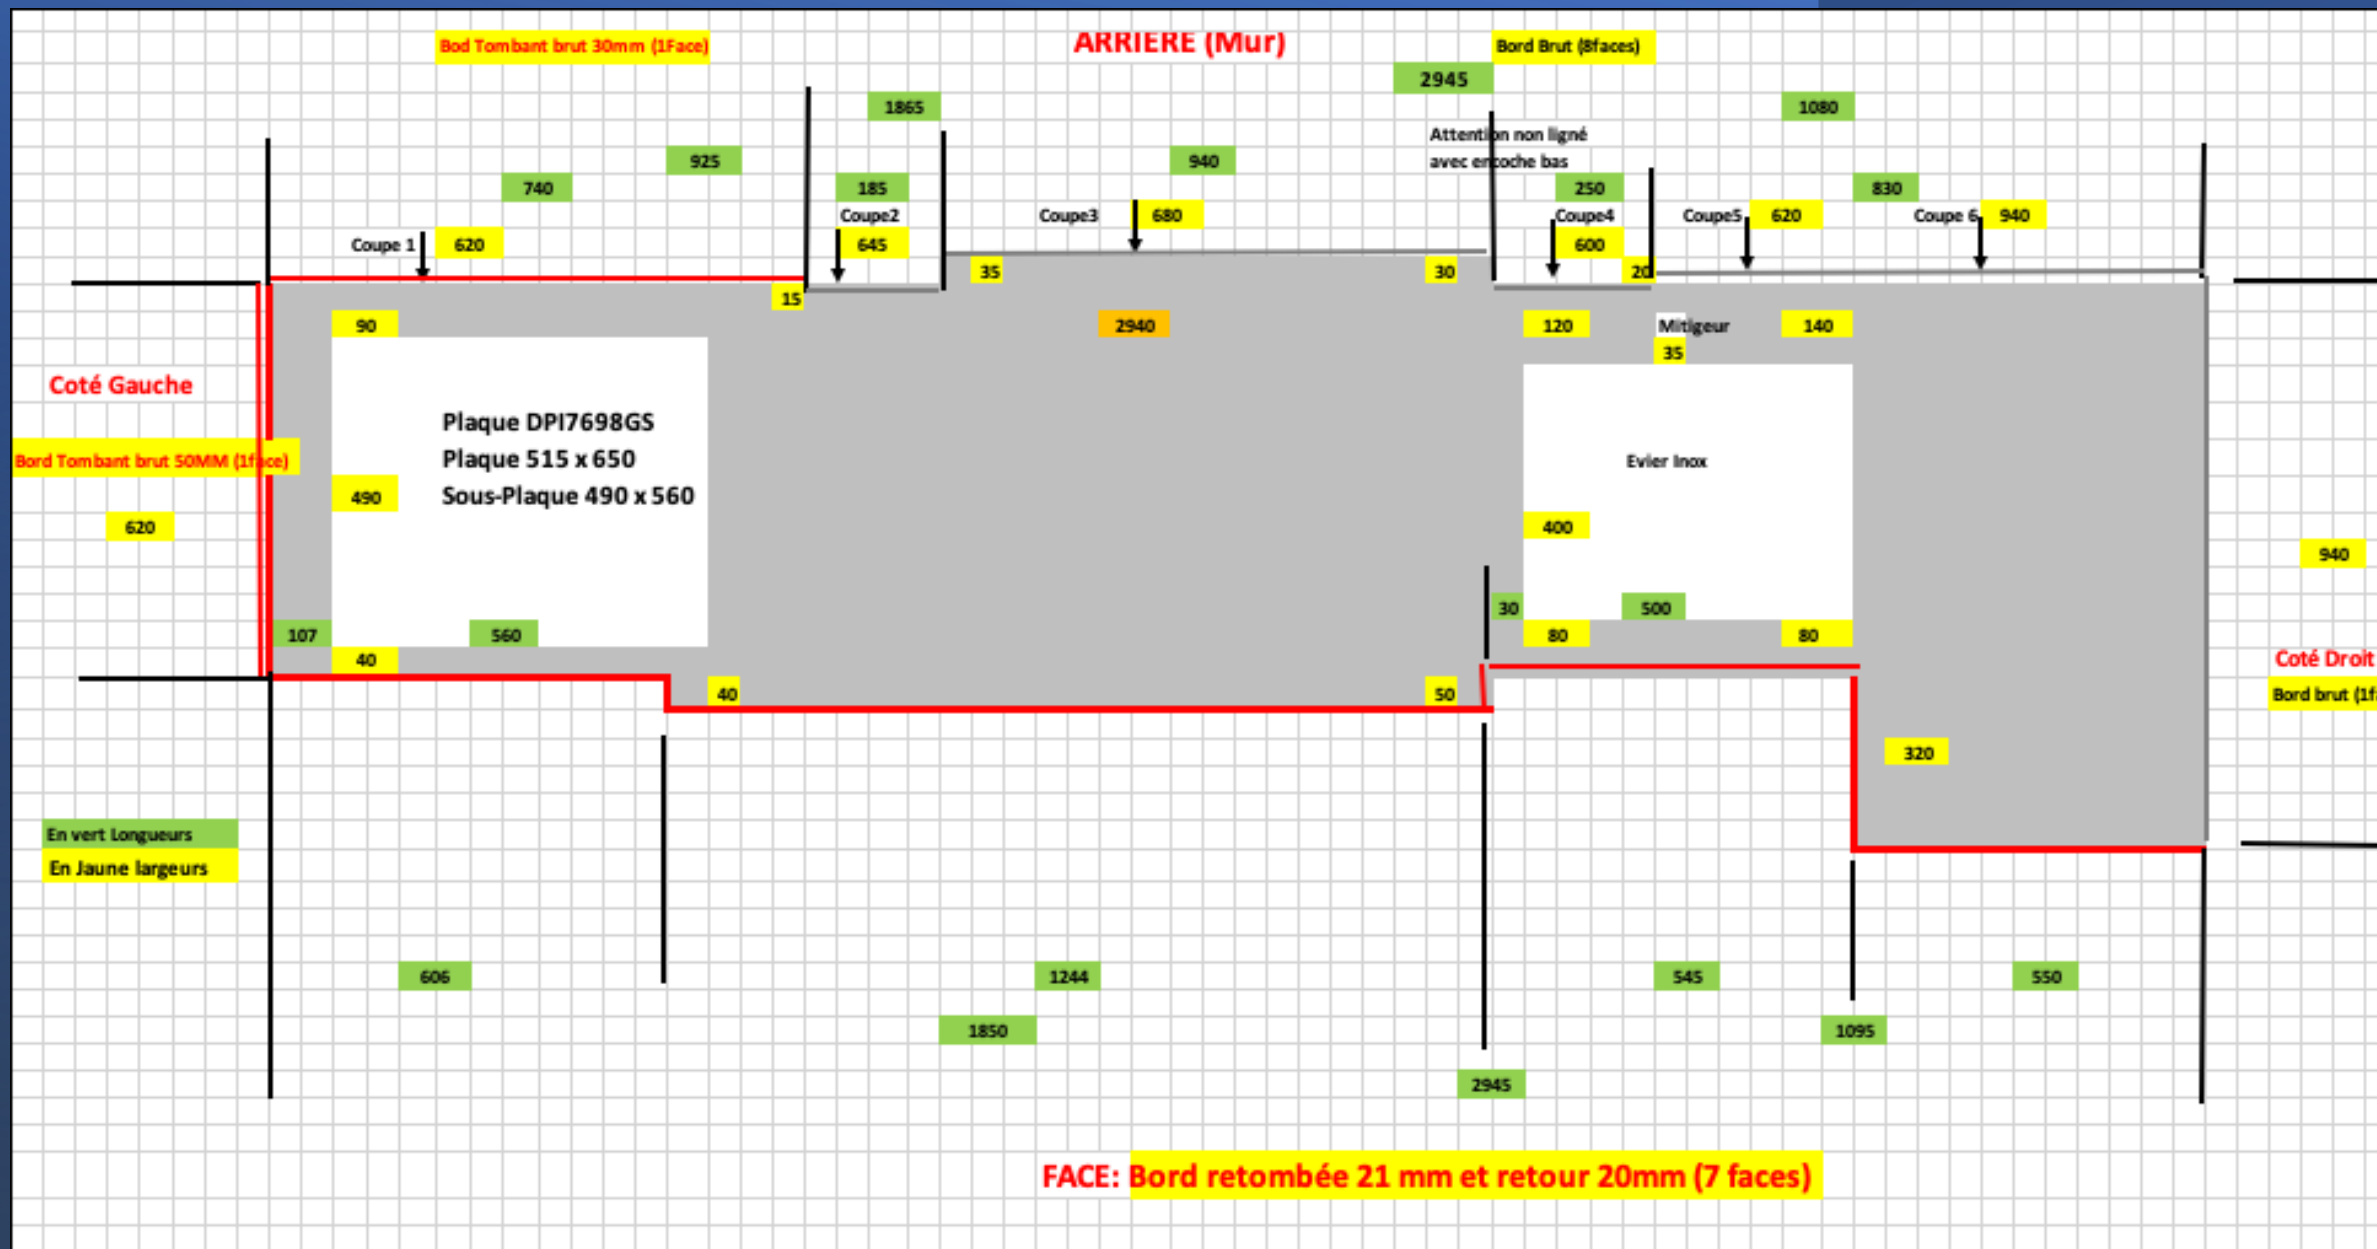 Bod Tombant brut 30mm (1Face)
ARRIERE (Mur)
Bord Brut (8faces)
2945
1865
1080
Attention non ligné
avec encoche bas
925
940
740
185
250
830
Coupe2
Coupe3
680
Coupe4
Coupe5
620
Coupe 6
940
Coupe 1
620
645
600
35
30
20
15
90
2940
120
Mitigeur
140
35
Coté Gauche
Plaque DPI7698GS
Plaque 515 x 650
Sous-Plaque 490 x 560
Bord Tombant brut 50MM (1face)
Evier Inox
490
620
400
940
30
500
107
560
80
80
40
Coté Droit
40
50
Bord brut (1f
320
En vert Longueurs
En Jaune largeurs
606
1244
545
550
1850
1095
2945
FACE: Bord retombée 21 mm et retour 20mm (7 faces)